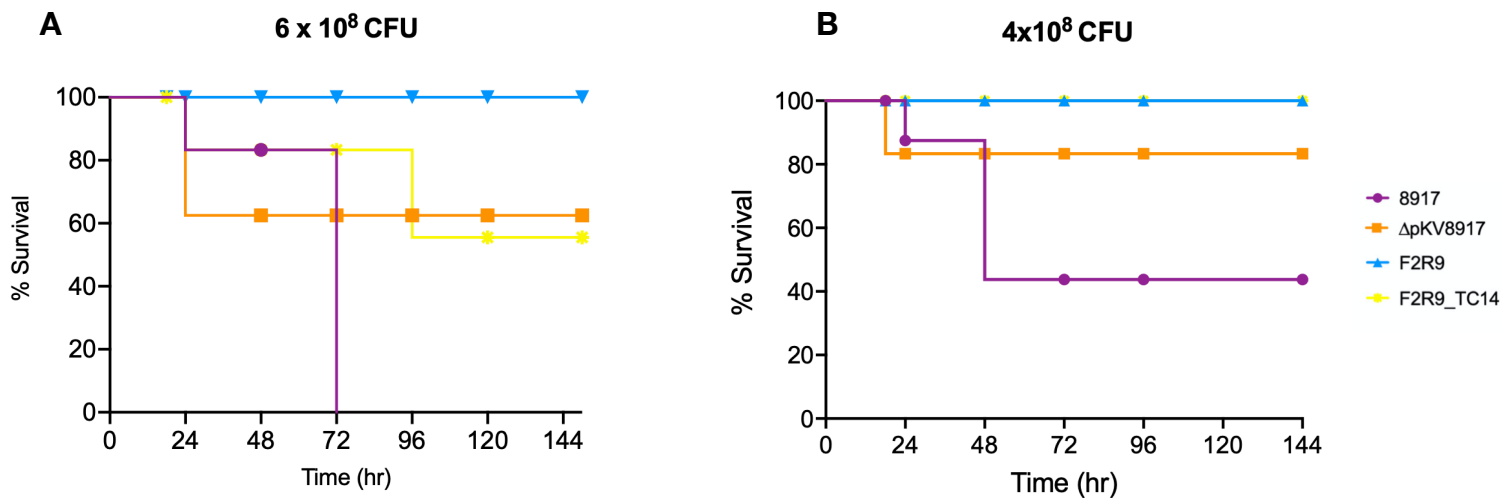 A
6 x 10⁸ CFU
% Survival
100
80
60
40
20
0
0 24 48 72 96 120 144
Time (hr)
B
4x10⁸ CFU
% Survival
100
80
60
40
20
0
0 24 48 72 96 120 144
Time (hr)
8917
ΔpKV8917
F2R9
F2R9_TC14